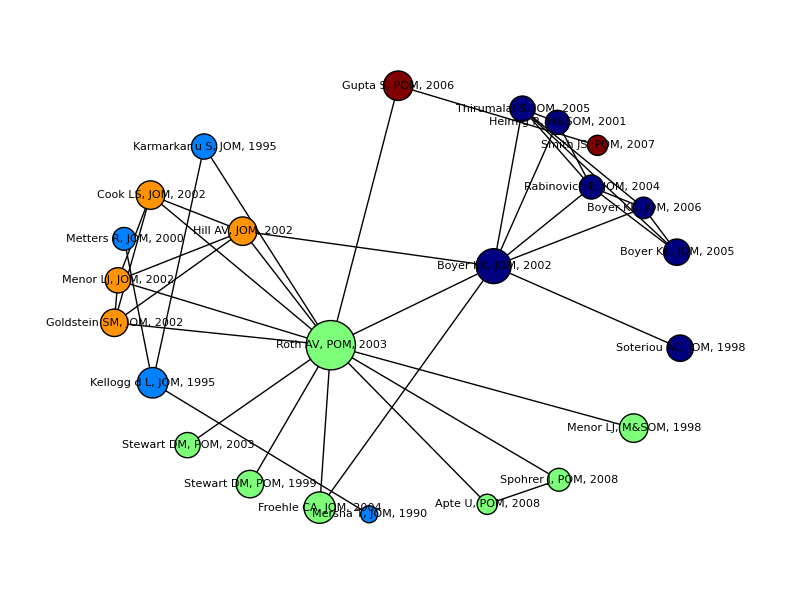 Gupta S, POM, 2006
Thirumalai S, JOM, 2005
Heim G R, M&SOM, 2001
Smith JS, POM, 2007
Karmarkar u S, JOM, 1995
Rabinovich E, JOM, 2004
Cook LS, JOM, 2002
Boyer KK, JOM, 2006
Hill AV, JOM, 2002
Metters R, JOM, 2000
Boyer KK, JOM, 2005
Boyer KK, JOM, 2002
Menor LJ, JOM, 2002
Goldstein SM, JOM, 2002
Roth AV, POM, 2003
Soteriou AC, JOM, 1998
Kellogg d L, JOM, 1995
Menor LJ, M&SOM, 1998
Stewart DM, POM, 2003
Spohrer J, POM, 2008
Stewart DM, POM, 1999
Apte U, POM, 2008
Froehle CA, JOM, 2004
Mersha T, JOM, 1990